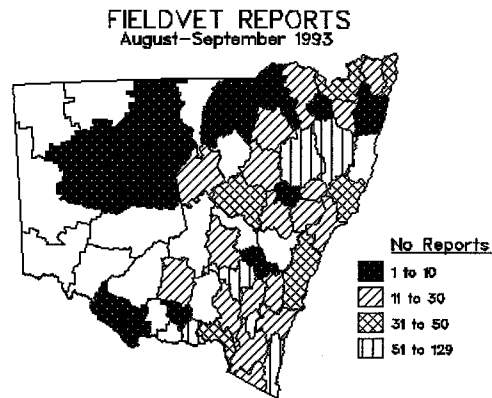 FIELDVET REPORTS
August-September 1993
No Reports
1 to 10
11 to 30
31 to 50
51 to 129